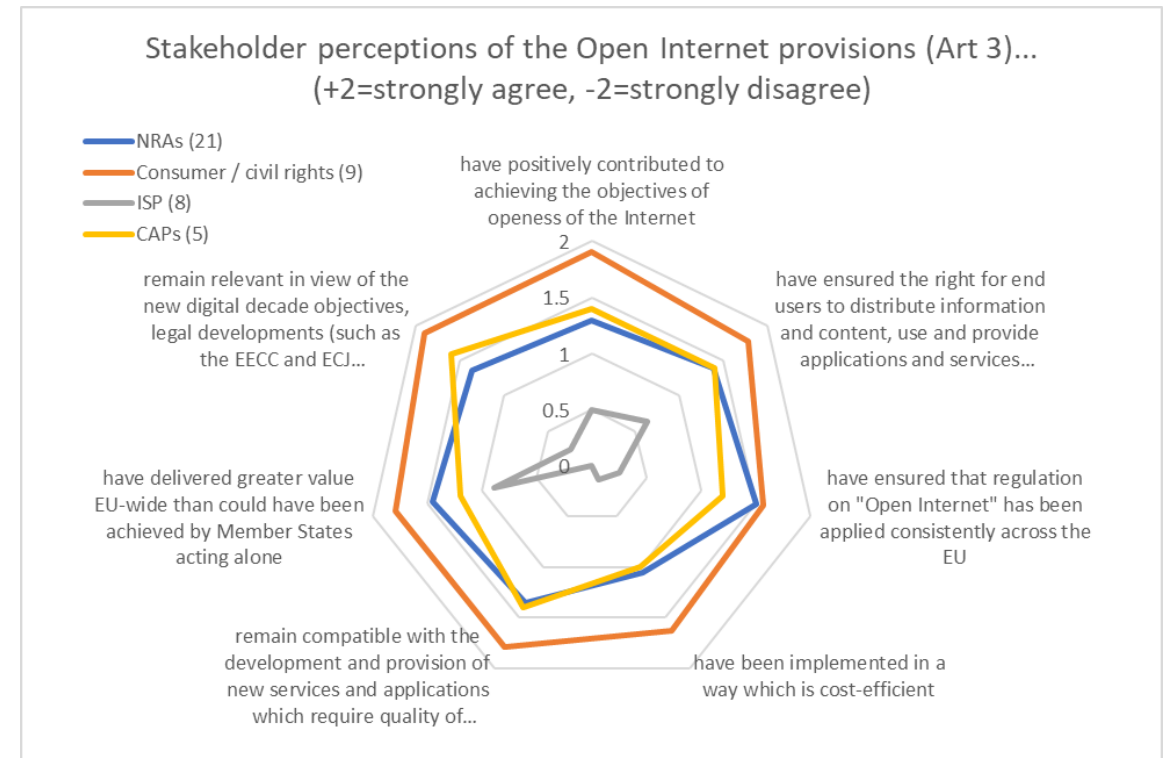 Stakeholder perceptions of the Open Internet provisions (Art 3)...
(+2=strongly agree, -2=strongly disagree)
NRAs (21)
Consumer / civil rights (9)
ISP (8)
CAPs (5)
have positively contributed to
achieving the objectives of
openess of the Internet
2
1.5
1
0.5
0
have ensured the right for end
users to distribute information
and content, use and provide
applications and services...
have ensured that regulation
on "Open Internet" has been
applied consistently across the
EU
have been implemented in a
way which is cost-efficient
remain compatible with the
development and provision of
new services and applications
which require quality of...
have delivered greater value
EU-wide than could have been
achieved by Member States
acting alone
remain relevant in view of the
new digital decade objectives,
legal developments (such as
the EECC and ECJ...